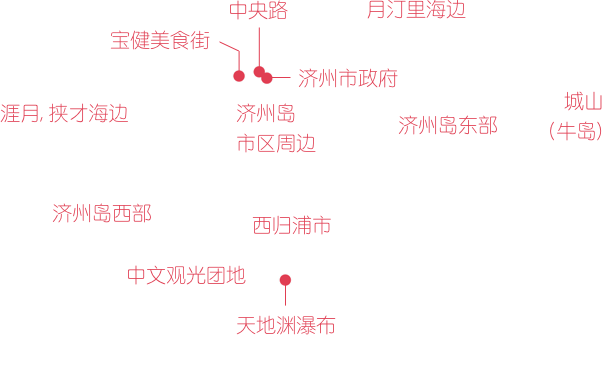 中央路
月汀里海边
宝健美食街
济州市政府
涯月, 挟才海边
济州岛
市区周边
济州岛东部
城山
(牛岛)
济州岛西部
西归浦市
中文观光团地
天地渊瀑布